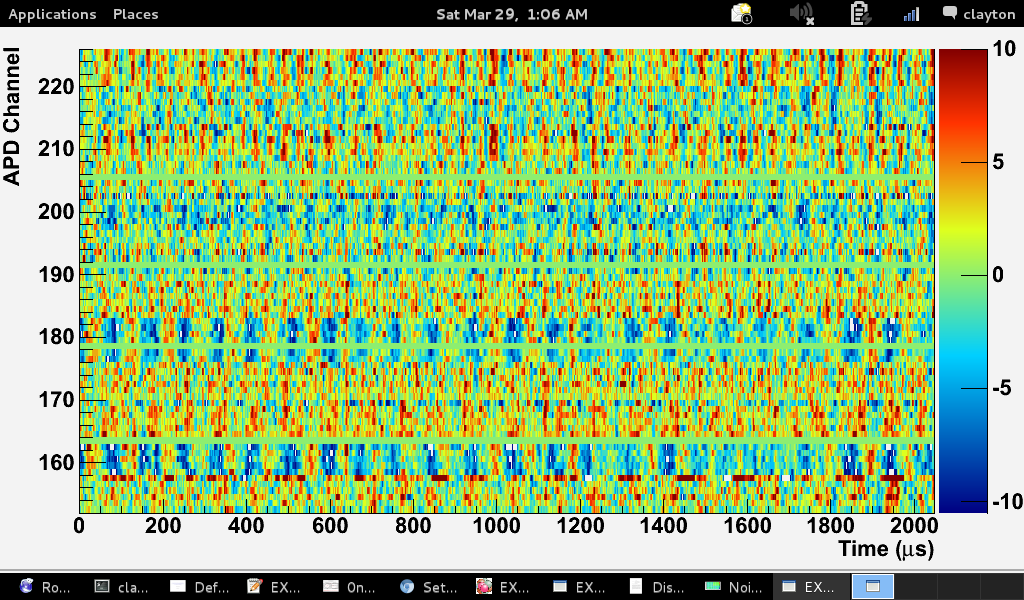 Applications Places Sat Mar 29, 1:06 AM 1 clayton
APD Channel
220
210
200
190
180
170
160
10
5
0
-5
-10
0 200 400 600 800 1000 1200 1400 1600 1800 2000
Time (μs)
Ro... cla... Def... EX... On... Set... EX... EX... Dis... Noi... EX...